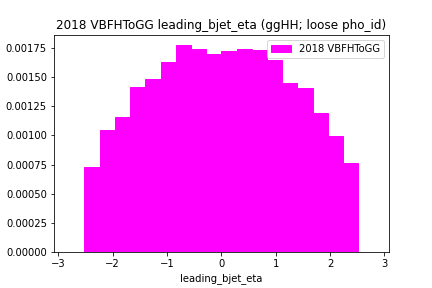 2018 VBFHToGG leading_bjet_eta (ggHH; loose pho_id)
2018 VBFHToGG
0.00175
0.00150
0.00125
0.00100
0.00075
0.00050
0.00025
0.00000
−3 −2 −1 0 1 2 3
leading_bjet_eta